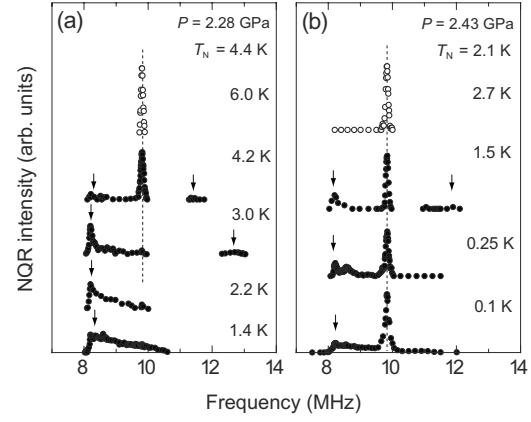 (a)
P = 2.28 GPa
T_N = 4.4 K
6.0 K
4.2 K
3.0 K
2.2 K
1.4 K
(b)
P = 2.43 GPa
T_N = 2.1 K
2.7 K
1.5 K
0.25 K
0.1 K
NQR intensity (arb. units)
6 8 10 12 14
8 10 12 14
Frequency (MHz)